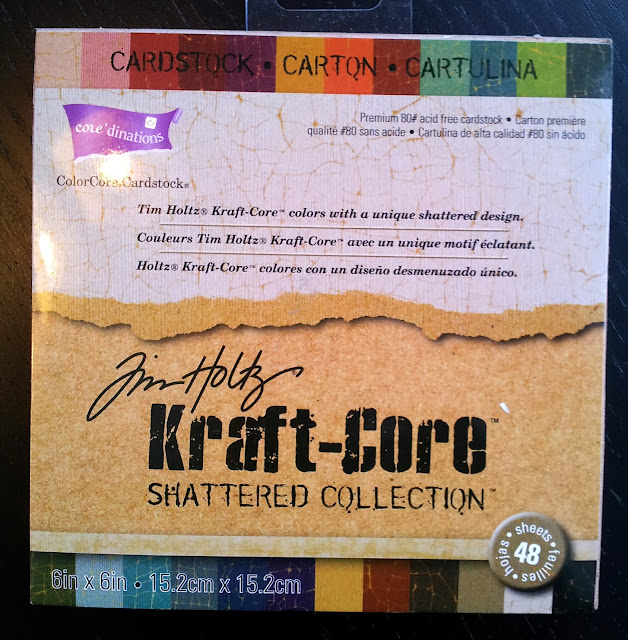 CARDSTOCK • CARTON • CARTULINA
core'dinations
ColorCore Cardstock®
Premium 80# acid free cardstock • Carton première
qualité #80 sans acide • Cartulina de alta calidad #80 sin ácido
Tim Holtz® Kraft-Core™ colors with a unique shattered design.
Couleurs Tim Holtz® Kraft-Core™ avec un unique motif éclatant.
Holtz® Kraft-Core™ colores con un diseño desmenuzado único.
Tim Holtz
Kraft-Core™
SHATTERED COLLECTION™
48
• sheets • feuilles • hojas
6in x 6in • 15.2cm x 15.2cm